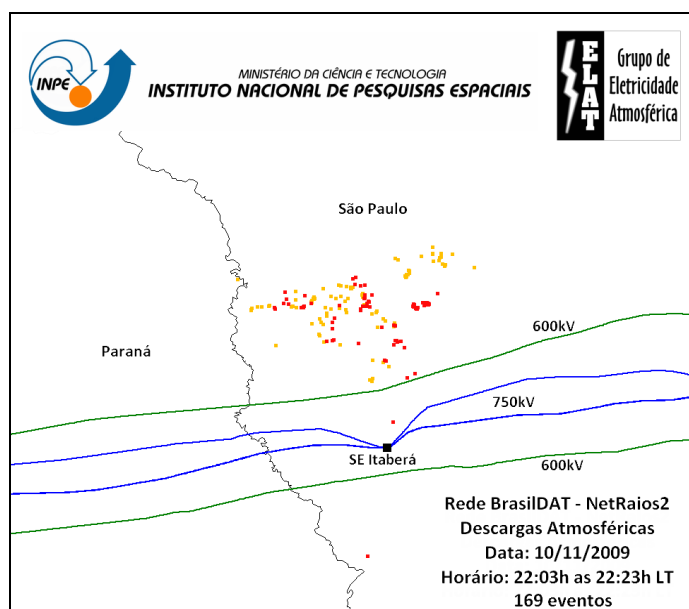 INPE
MINISTÉRIO DA CIÊNCIA E TECNOLOGIA
INSTITUTO NACIONAL DE PESQUISAS ESPACIAIS
ELAT
Grupo de
Eletricidade
Atmosférica
São Paulo
Paraná
600kV
750kV
SE Itaberá
600kV
Rede BrasilDAT - NetRaios2
Descargas Atmosféricas
Data: 10/11/2009
Horário: 22:03h as 22:23h LT
169 eventos